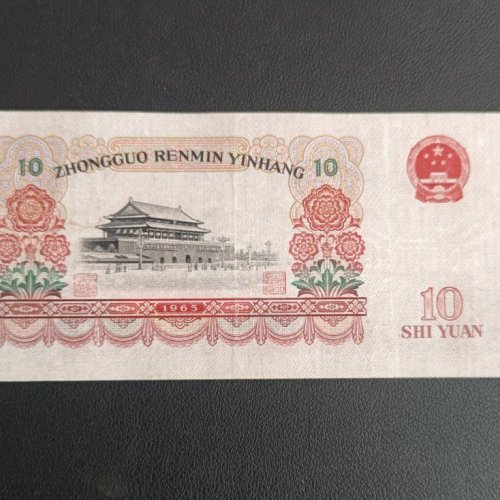 10 ZHONGGUO RENMIN YINHANG 10
1965
10
SHI YUAN